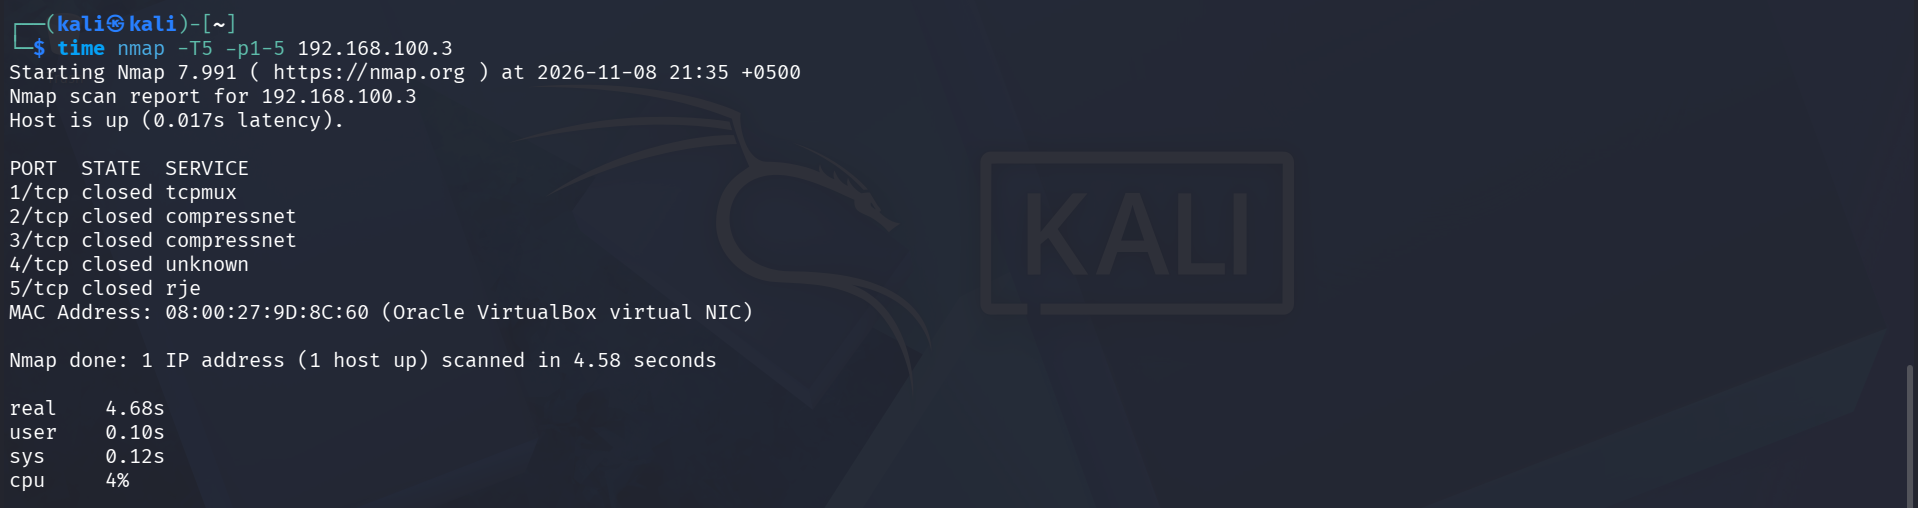 ┌──(kali㉿kali)-[~]
└─$ time nmap -T5 -p1-5 192.168.100.3
Starting Nmap 7.991 ( https://nmap.org ) at 2026-11-08 21:35 +0500
Nmap scan report for 192.168.100.3
Host is up (0.017s latency).
PORT  STATE  SERVICE
1/tcp closed tcpmux
2/tcp closed compressnet
3/tcp closed compressnet
4/tcp closed unknown
5/tcp closed rje
MAC Address: 08:00:27:9D:8C:60 (Oracle VirtualBox virtual NIC)
Nmap done: 1 IP address (1 host up) scanned in 4.58 seconds
real    4.68s
user    0.10s
sys     0.12s
cpu     4%
KALI